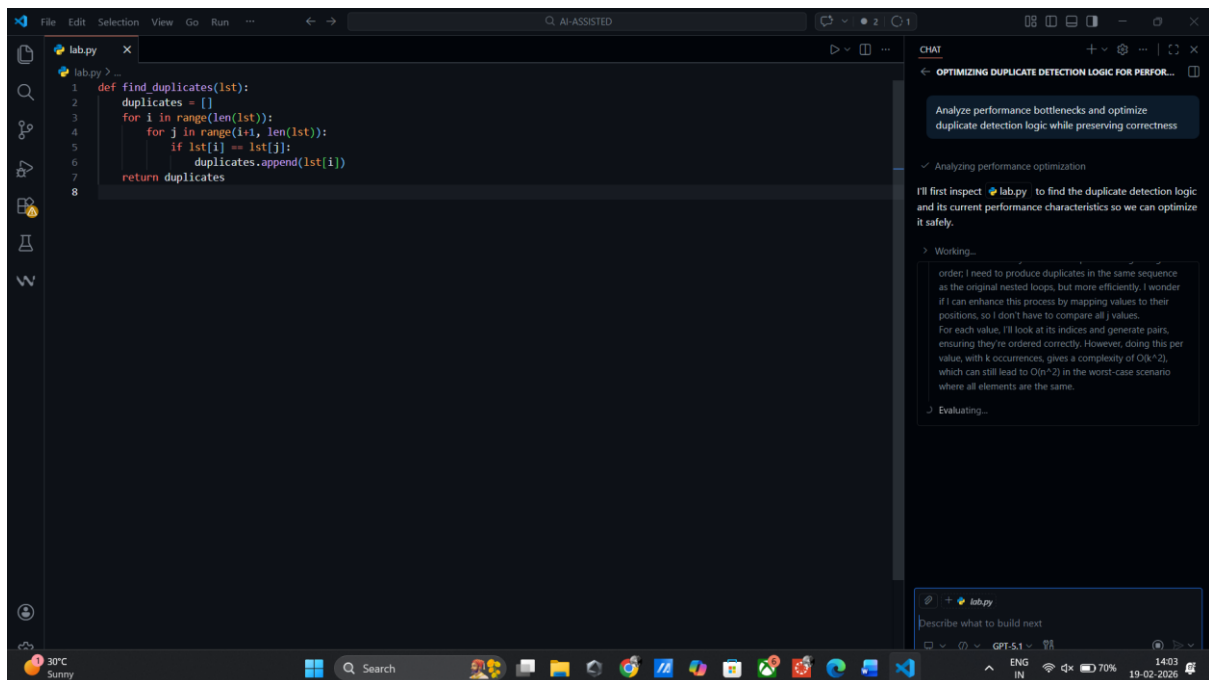 File Edit Selection View Go Run ··· ← → AI-ASSISTED 2 1
lab.py ×
lab.py > ...
1 def find_duplicates(lst):
2     duplicates = []
3     for i in range(len(lst)):
4         for j in range(i+1, len(lst)):
5             if lst[i] == lst[j]:
6                 duplicates.append(lst[i])
7     return duplicates
8
CHAT
← OPTIMIZING DUPLICATE DETECTION LOGIC FOR PERFOR...
Analyze performance bottlenecks and optimize
duplicate detection logic while preserving correctness
✓ Analyzing performance optimization
I'll first inspect lab.py to find the duplicate detection logic
and its current performance characteristics so we can optimize
it safely.
> Working...
order; I need to produce duplicates in the same sequence
as the original nested loops, but more efficiently. I wonder
if I can enhance this process by mapping values to their
positions, so I don't have to compare all j values.
For each value, I'll look at its indices and generate pairs,
ensuring they're ordered correctly. However, doing this per
value, with k occurrences, gives a complexity of O(k^2),
which can still lead to O(n^2) in the worst-case scenario
where all elements are the same.
Evaluating...
+ lab.py
Describe what to build next
GPT-5.1
1 30°C
Sunny
Search
ENG
IN
70%
14:03
19-02-2026